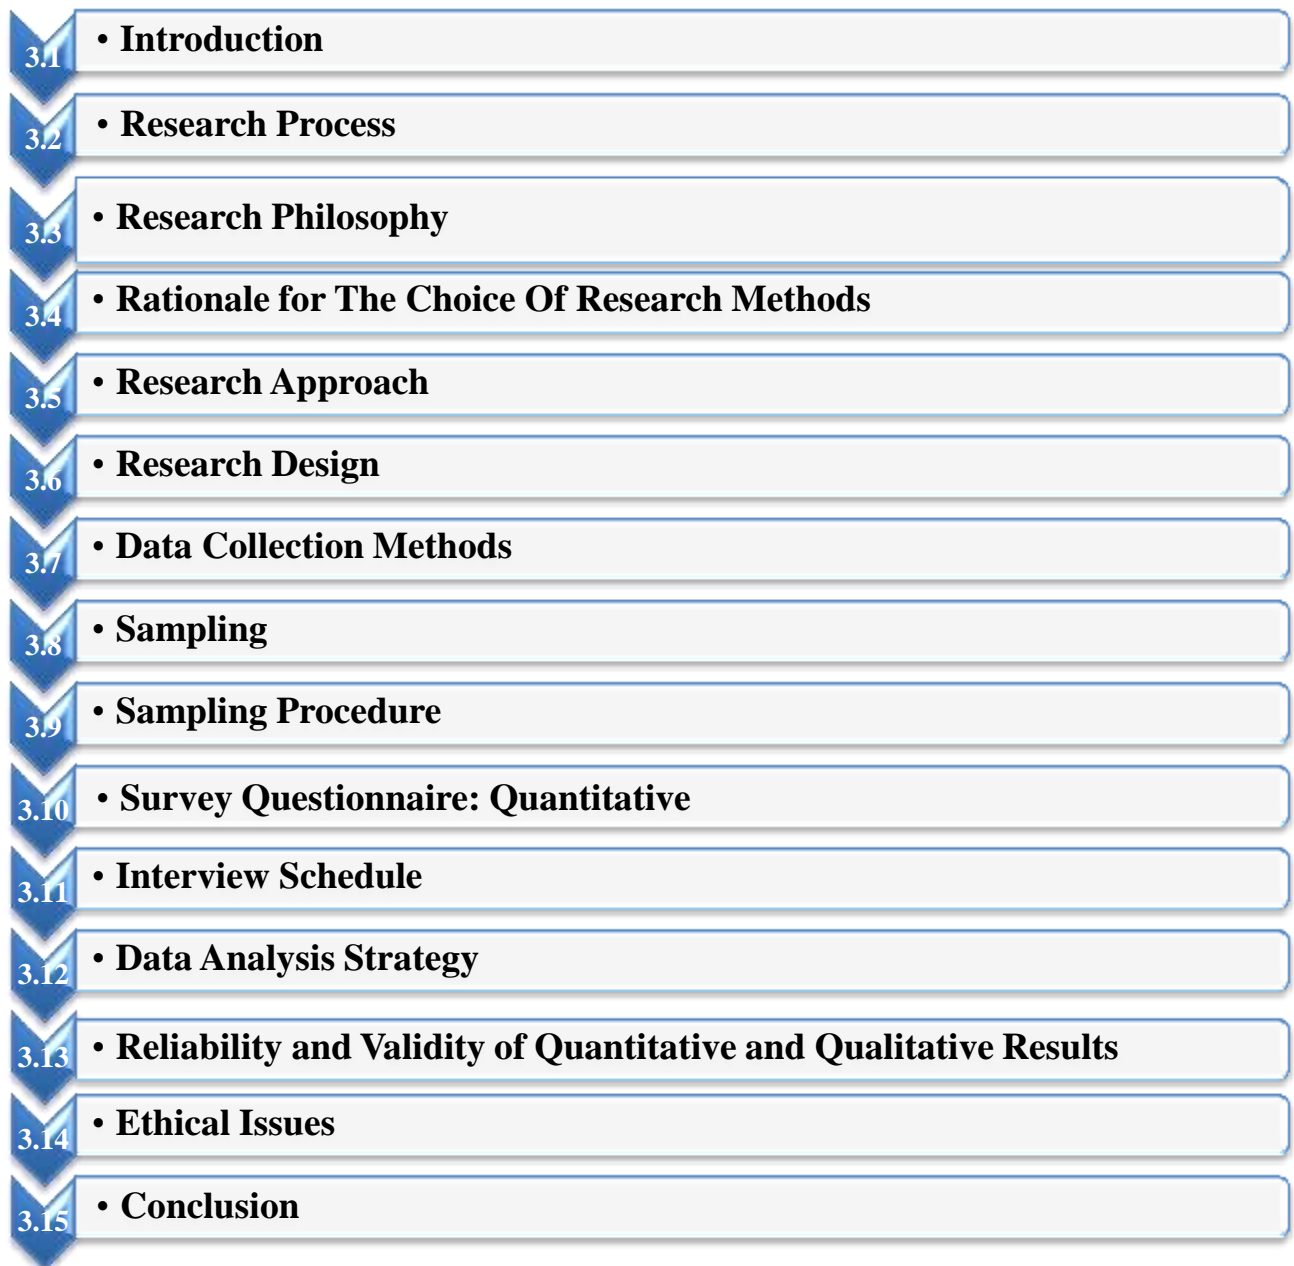 3.1 • Introduction
3.2 • Research Process
3.3 • Research Philosophy
3.4 • Rationale for The Choice Of Research Methods
3.5 • Research Approach
3.6 • Research Design
3.7 • Data Collection Methods
3.8 • Sampling
3.9 • Sampling Procedure
3.10 • Survey Questionnaire: Quantitative
3.11 • Interview Schedule
3.12 • Data Analysis Strategy
3.13 • Reliability and Validity of Quantitative and Qualitative Results
3.14 • Ethical Issues
3.15 • Conclusion